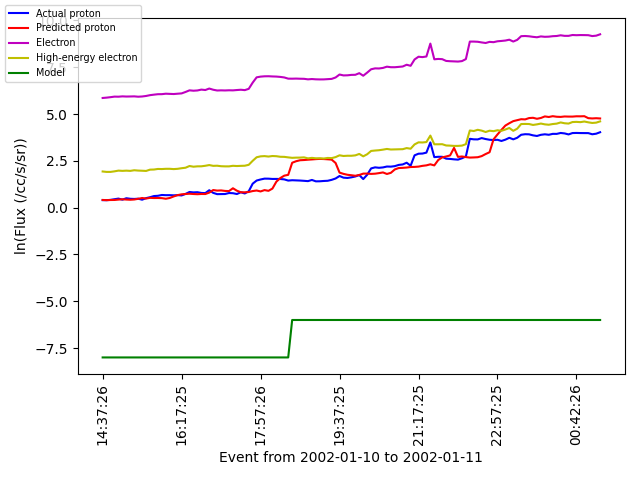 Actual proton
Predicted proton
Electron
High-energy electron
Model
5.0
2.5
0.0
−2.5
−5.0
−7.5
ln(Flux (/cc/s/sr))
14:37:26
16:17:25
17:57:26
19:37:25
21:17:25
22:57:25
00:42:26
Event from 2002-01-10 to 2002-01-11